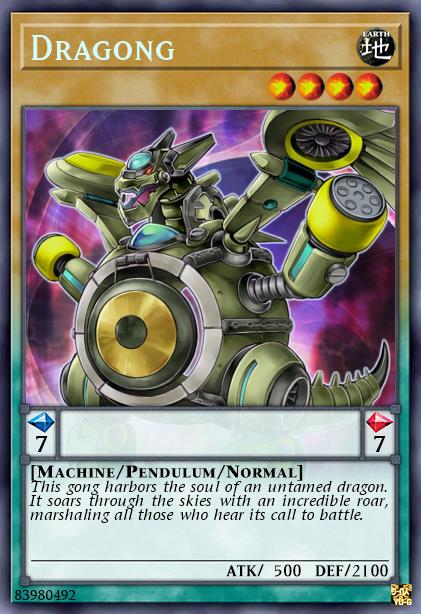 DRAGONG
EARTH
地
7
7
[MACHINE/PENDULUM/NORMAL]
This gong harbors the soul of an untamed dragon.
It soars through the skies with an incredible roar,
marshaling all those who hear its call to battle.
ATK/ 500 DEF/2100
83980492